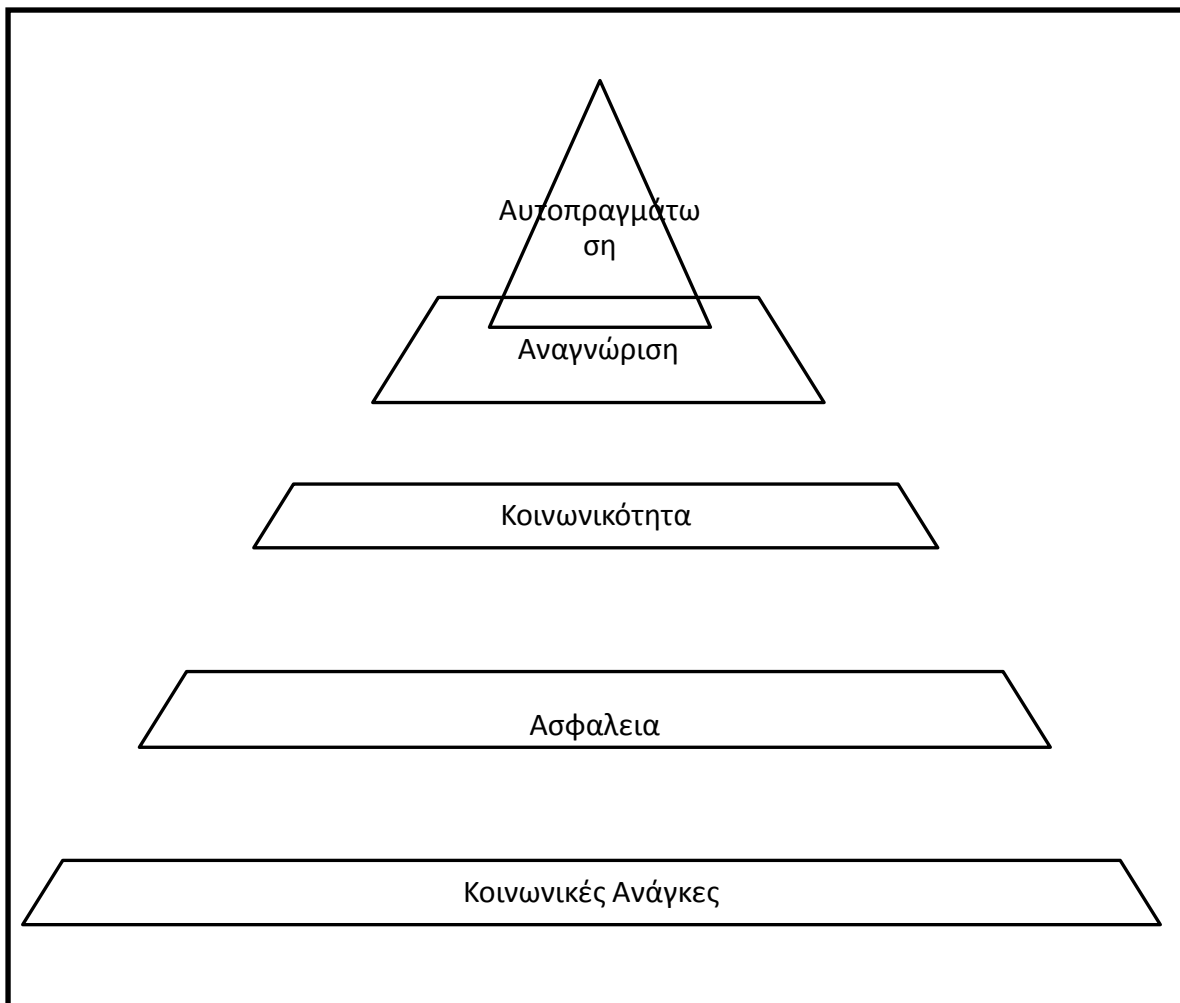 Αυτοπραγμάτω
ση
Αναγνώριση
Κοινωνικότητα
Ασφαλεια
Κοινωνικές Ανάγκες